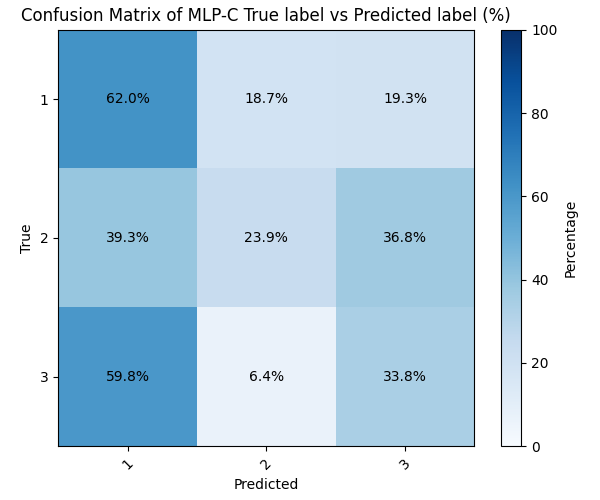 Confusion Matrix of MLP-C True label vs Predicted label (%)
1 62.0% 18.7% 19.3%
2 39.3% 23.9% 36.8%
3 59.8% 6.4% 33.8%
True
1 2 3
Predicted
100
80
60
40
20
0
Percentage